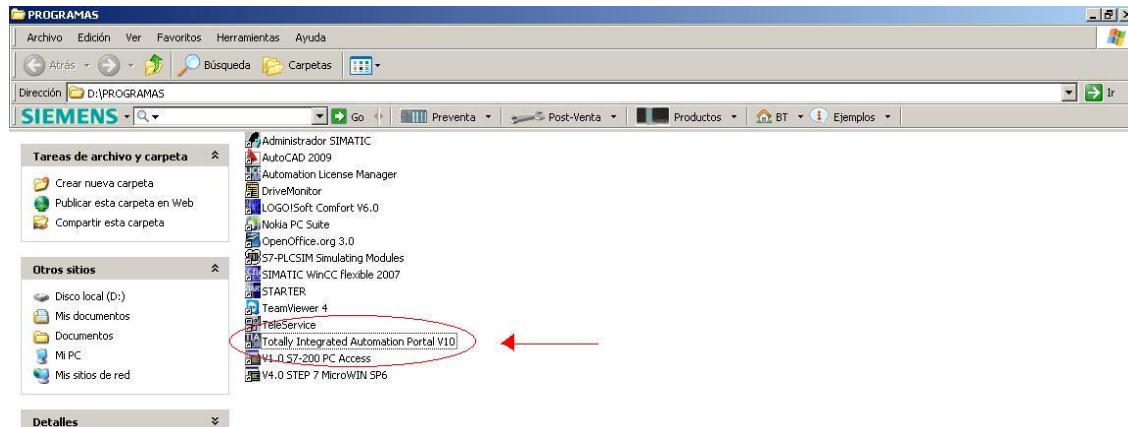 PROGRAMAS
Archivo Edición Ver Favoritos Herramientas Ayuda
Atrás Búsqueda Carpetas
Dirección D:\PROGRAMAS Ir
SIEMENS Go Preventa Post-Venta Productos BT Ejemplos
Tareas de archivo y carpeta
Crear nueva carpeta
Publicar esta carpeta en Web
Compartir esta carpeta
Otros sitios
Disco local (D:)
Mis documentos
Documentos
Mi PC
Mis sitios de red
Detalles
Administrador SIMATIC
AutoCAD 2009
Automation License Manager
DriveMonitor
LOGO!Soft Comfort V6.0
Nokia PC Suite
OpenOffice.org 3.0
S7-PLCSIM Simulating Modules
SIMATIC WinCC flexible 2007
STARTER
TeamViewer 4
TeleService
Totally Integrated Automation Portal V10
V1.0 S7-200 PC Access
V4.0 STEP 7 MicroWIN SP6